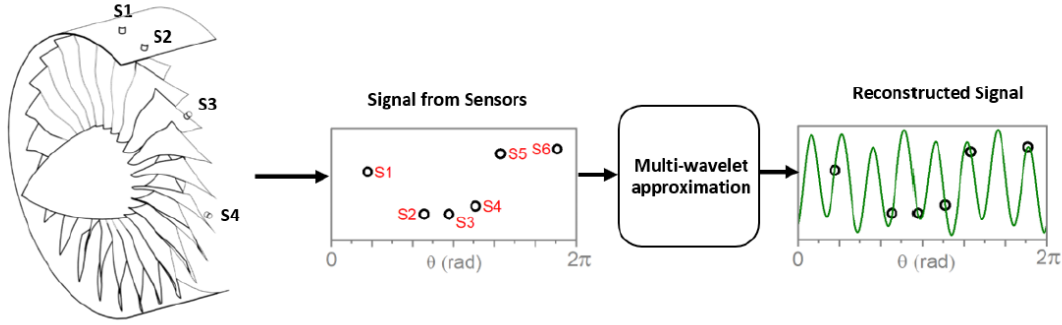 S1
S2
S3
S4
Signal from Sensors
S1
S2
S3
S4
S5
S6
0
θ (rad)
2π
Multi-wavelet
approximation
Reconstructed Signal
0
θ (rad)
2π